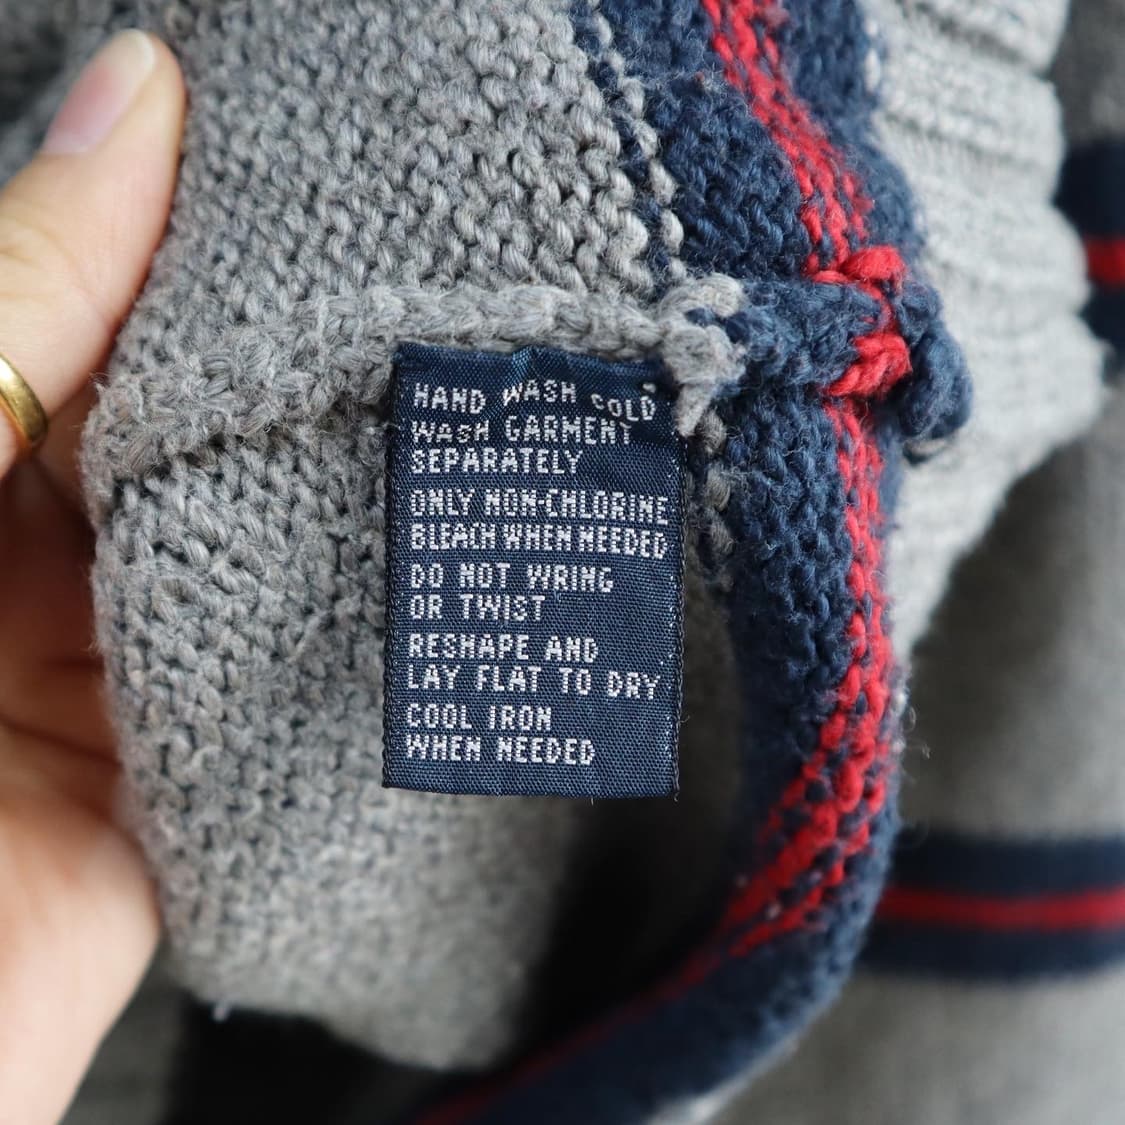 HAND WASH COLD
WASH GARMENT
SEPARATELY
ONLY NON-CHLORINE
BLEACH WHEN NEEDED
DO NOT WRING
OR TWIST
RESHAPE AND
LAY FLAT TO DRY
COOL IRON
WHEN NEEDED